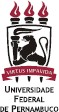 VIRTUS IMPAVIDA
UNIVERSIDADE
FEDERAL
DE PERNAMBUCO